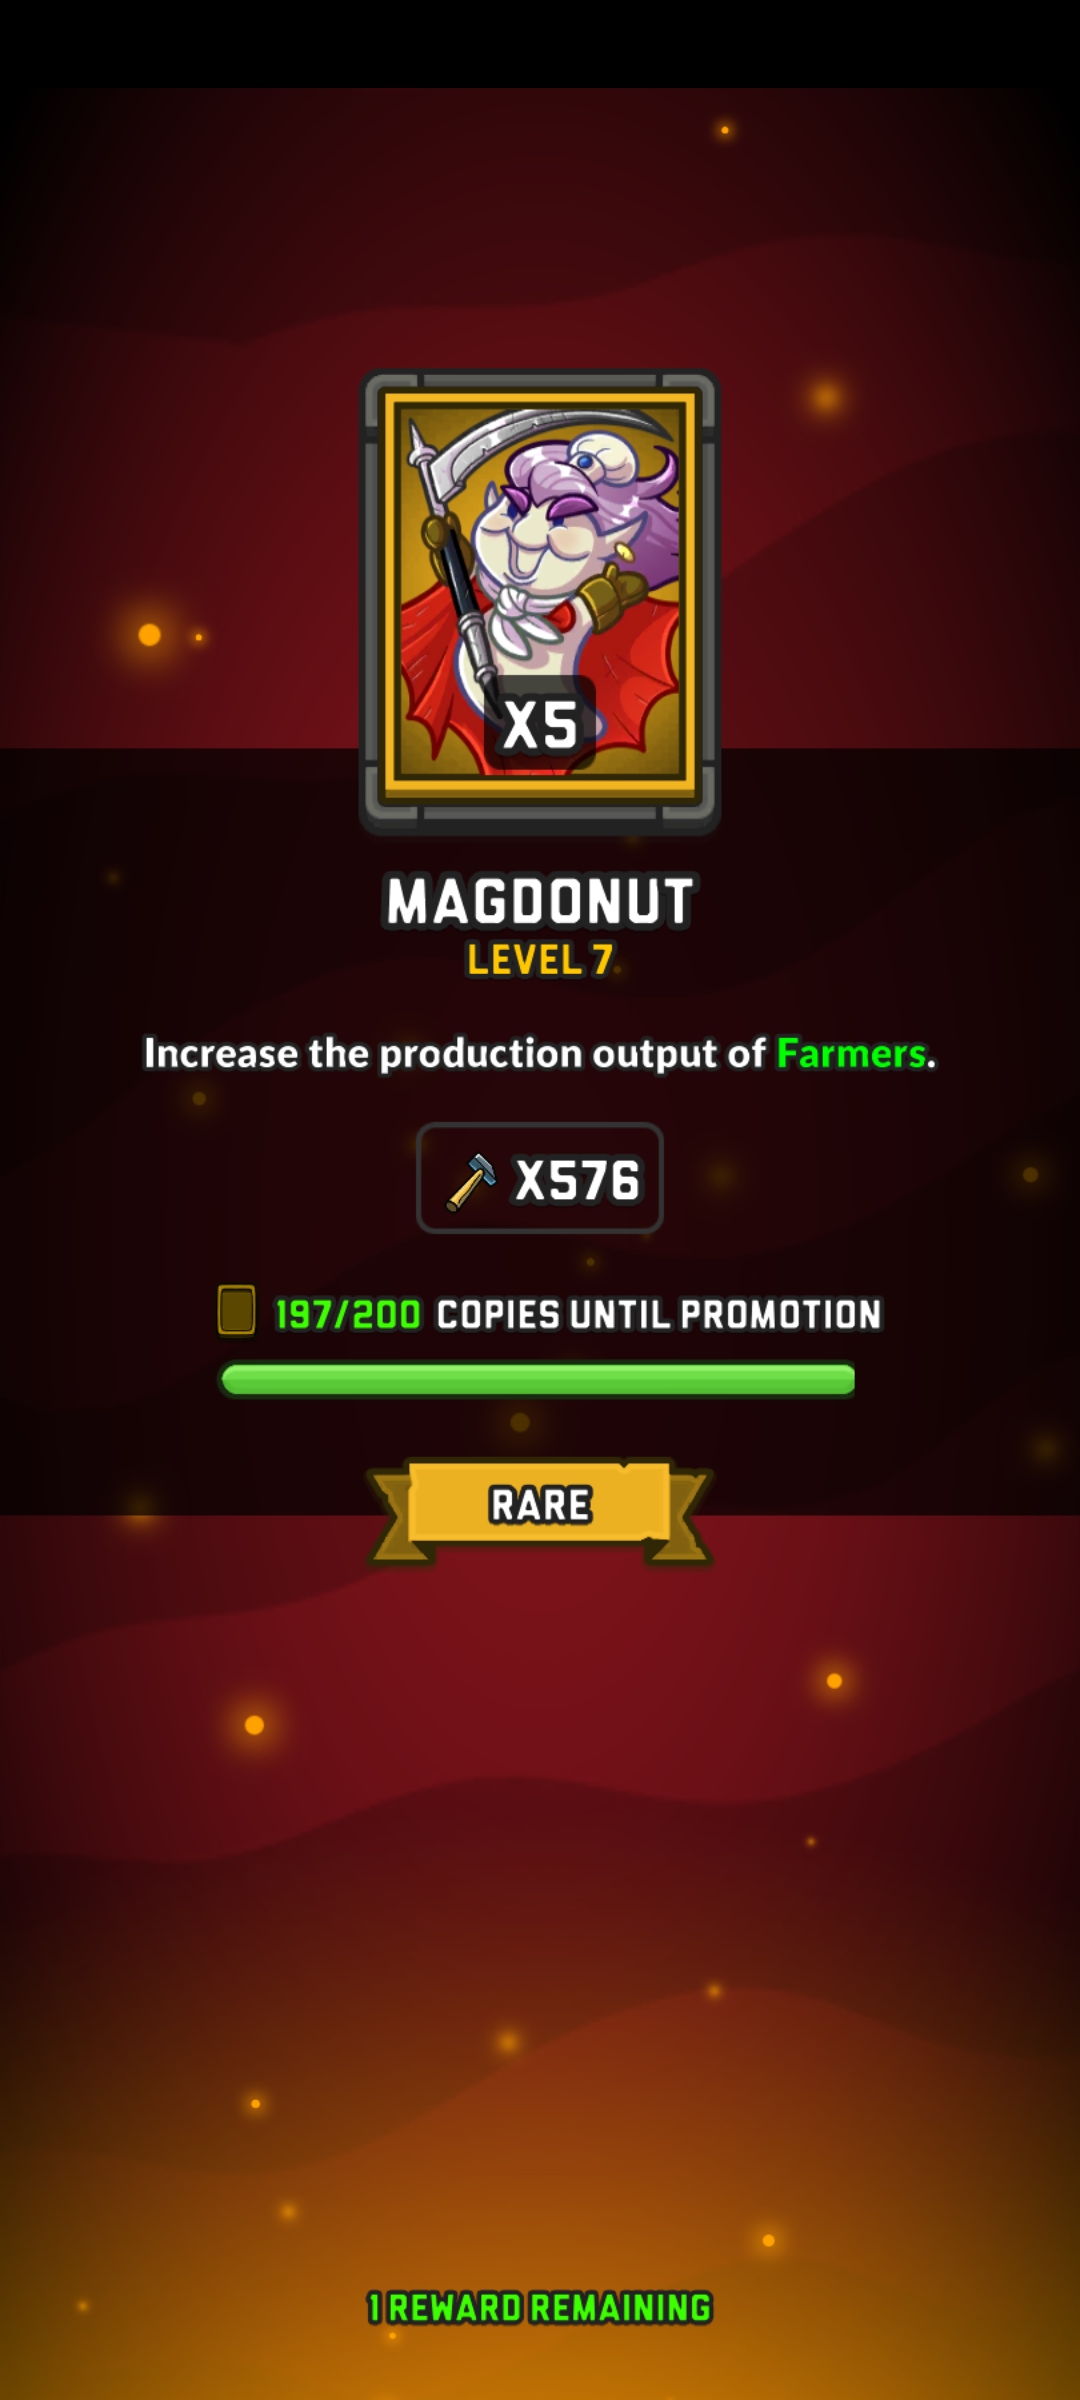 X5
MAGDONUT
LEVEL 7
Increase the production output of Farmers.
X576
197/200 COPIES UNTIL PROMOTION
RARE
1 REWARD REMAINING